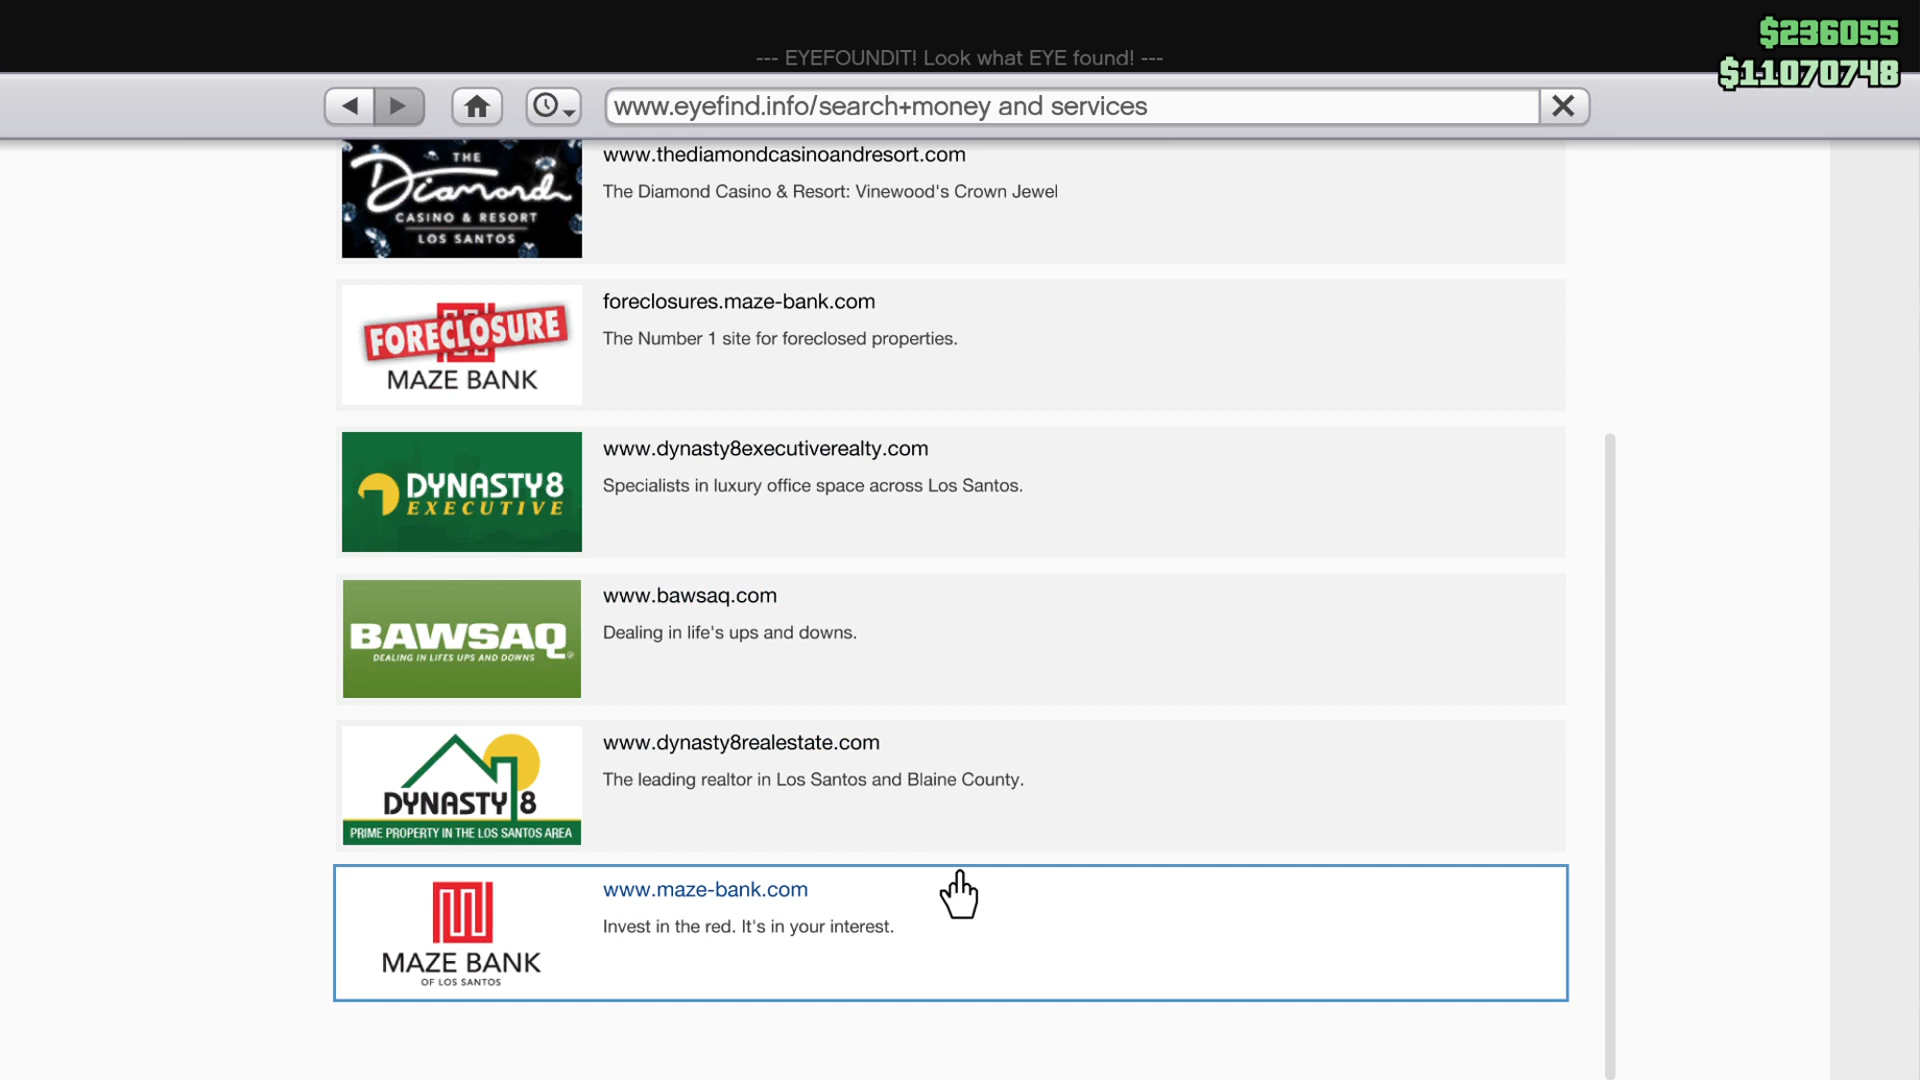 $236055
--- EYEFOUNDIT! Look what EYE found! ---
$11070748
www.eyefind.info/search+money and services
THE
Diamond
CASINO & RESORT
LOS SANTOS
www.thediamondcasinoandresort.com
The Diamond Casino & Resort: Vinewood's Crown Jewel
FORECLOSURE
MAZE BANK
foreclosures.maze-bank.com
The Number 1 site for foreclosed properties.
DYNASTY8
EXECUTIVE
www.dynasty8executiverealty.com
Specialists in luxury office space across Los Santos.
BAWSAQ
DEALING IN LIFES UPS AND DOWNS
www.bawsaq.com
Dealing in life's ups and downs.
DYNASTY 8
PRIME PROPERTY IN THE LOS SANTOS AREA
www.dynasty8realestate.com
The leading realtor in Los Santos and Blaine County.
MAZE BANK
OF LOS SANTOS
www.maze-bank.com
Invest in the red. It's in your interest.